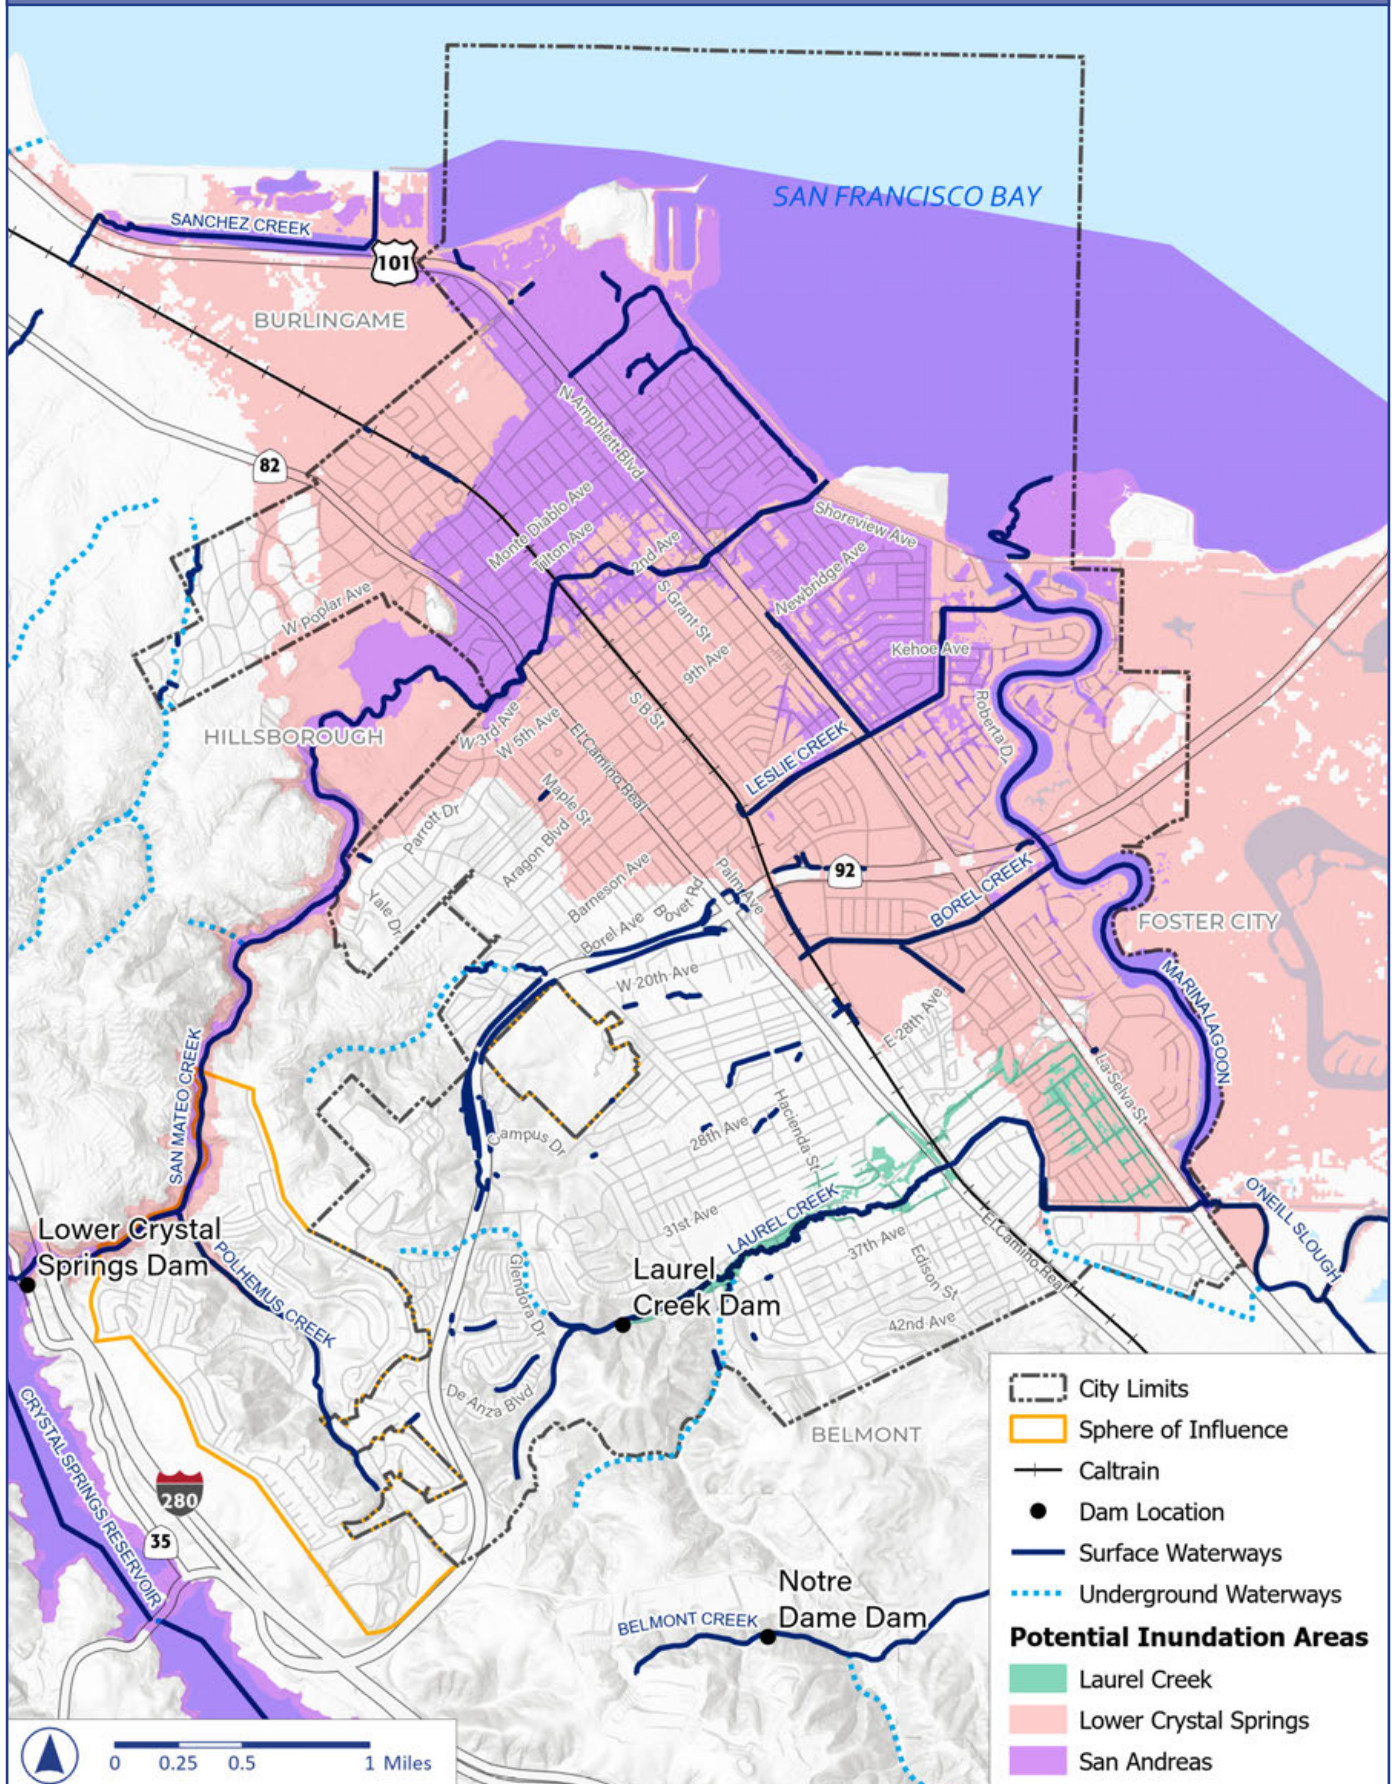 SAN FRANCISCO BAY
SANCHEZ CREEK
101
BURLINGAME
N Amphlett Blvd
82
Monte Diablo Ave
Tilton Ave
2nd Ave
Shoreview Ave
Newbridge Ave
W Poplar Ave
S Grant St
9th Ave
Kehoe Ave
Roberta Dr
HILLSBOROUGH
W 3rd Ave
W 5th Ave
S B St
El Camino Real
LESLIE CREEK
Maple St
Parrott Dr
Aragon Blvd
Barneson Ave
Palm Ave
92
Bovet Rd
Borel Ave
BOREL CREEK
Yale Dr
FOSTER CITY
W 20th Ave
MARINA LAGOON
E 28th Ave
La Selva St
SAN MATEO CREEK
Campus Dr
28th Ave
Hacienda St
31st Ave
LAUREL CREEK
37th Ave
Edison St
El Camino Real
O'NEILL SLOUGH
Lower Crystal
Springs Dam
POLHEMUS CREEK
Glendora Dr
Laurel
Creek Dam
42nd Ave
De Anza Blvd
BELMONT
CRYSTAL SPRINGS RESERVOIR
280
35
Notre
Dame Dam
BELMONT CREEK
City Limits
Sphere of Influence
Caltrain
Dam Location
Surface Waterways
Underground Waterways
Potential Inundation Areas
Laurel Creek
Lower Crystal Springs
San Andreas
0 0.25 0.5 1 Miles